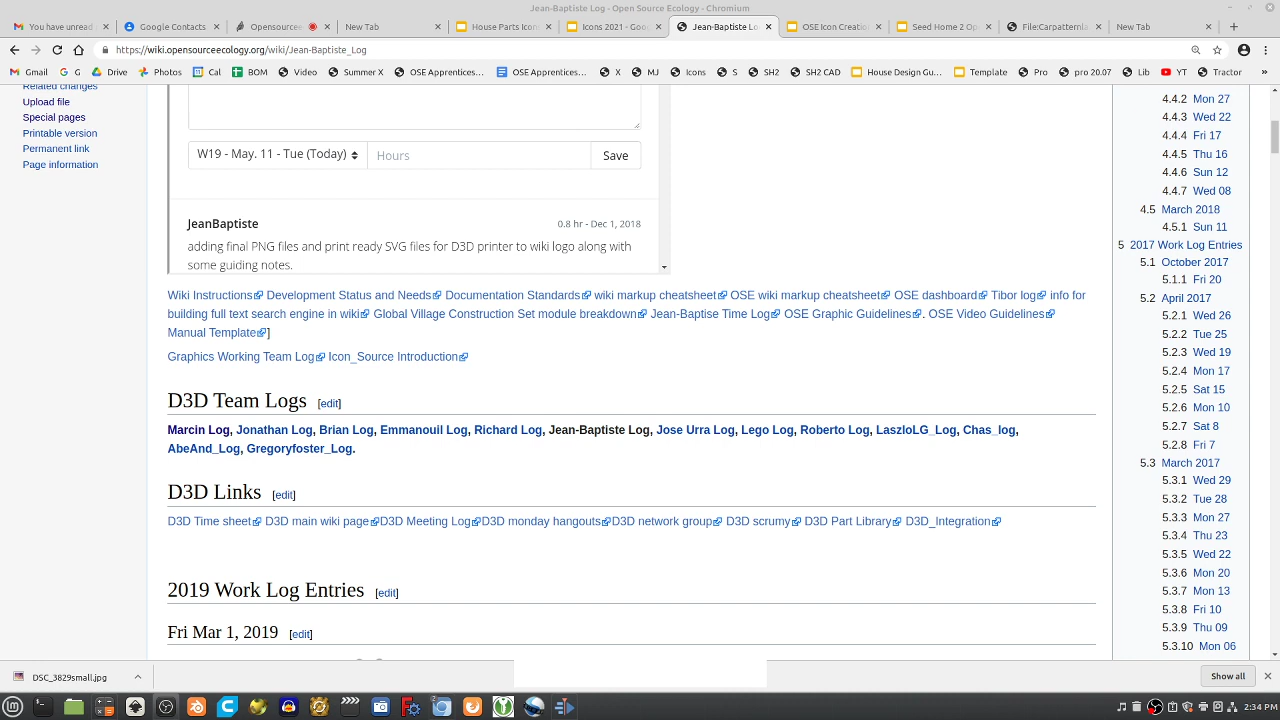 Jean-Baptiste Log - Open Source Ecology - Chromium
You have unread
Google Contacts
Opensourcee
New Tab
House Parts Icon
Icons 2021 - Goo
Jean-Baptiste Lo
OSE Icon Creatio
Seed Home 2 Op
File:Carpatternia
New Tab
https://wiki.opensourceecology.org/wiki/Jean-Baptiste_Log
Gmail
G
Drive
Photos
Cal
Video
Summer X
OSE Apprentices...
OSE Apprentices...
X
MJ
Icons
S
SH2
SH2 CAD
House Design Gu...
Template
Pro
pro 20.07
Lib
YT
Tractor
»
Related changes
Upload file
Special pages
Printable version
Permanent link
Page information
W19 - May. 11 - Tue (Today)
Hours
Save
JeanBaptiste
0.8 hr - Dec 1, 2018
adding final PNG files and print ready SVG files for D3D printer to wiki logo along with
some guiding notes.
Wiki Instructions Development Status and Needs Documentation Standards wiki markup cheatsheet OSE wiki markup cheatsheet OSE dashboard Tibor log info for
building full text search engine in wiki Global Village Construction Set module breakdown Jean-Baptise Time Log OSE Graphic Guidelines. OSE Video Guidelines
Manual Template]
Graphics Working Team Log Icon_Source Introduction
D3D Team Logs [edit]
Marcin Log, Jonathan Log, Brian Log, Emmanouil Log, Richard Log, Jean-Baptiste Log, Jose Urra Log, Lego Log, Roberto Log, LaszloLG_Log, Chas_log,
AbeAnd_Log, Gregoryfoster_Log.
D3D Links [edit]
D3D Time sheet D3D main wiki page D3D Meeting Log D3D monday hangouts D3D network group D3D scrumy D3D Part Library D3D_Integration
2019 Work Log Entries [edit]
Fri Mar 1, 2019 [edit]
4.4.2 Mon 27
4.4.3 Wed 22
4.4.4 Fri 17
4.4.5 Thu 16
4.4.6 Sun 12
4.4.7 Wed 08
4.5 March 2018
4.5.1 Sun 11
5 2017 Work Log Entries
5.1 October 2017
5.1.1 Fri 20
5.2 April 2017
5.2.1 Wed 26
5.2.2 Tue 25
5.2.3 Wed 19
5.2.4 Mon 17
5.2.5 Sat 15
5.2.6 Mon 10
5.2.7 Sat 8
5.2.8 Fri 7
5.3 March 2017
5.3.1 Wed 29
5.3.2 Tue 28
5.3.3 Mon 27
5.3.4 Thu 23
5.3.5 Wed 22
5.3.6 Mon 20
5.3.7 Mon 13
5.3.8 Fri 10
5.3.9 Thu 09
5.3.10 Mon 06
DSC_3829small.jpg
Show all
2:34 PM